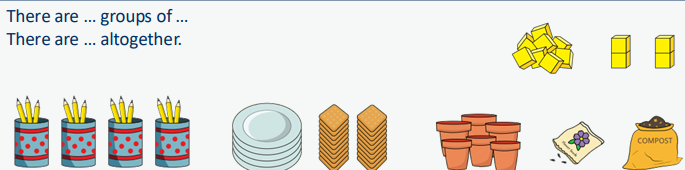 There are ... groups of ...
There are ... altogether.
COMPOST